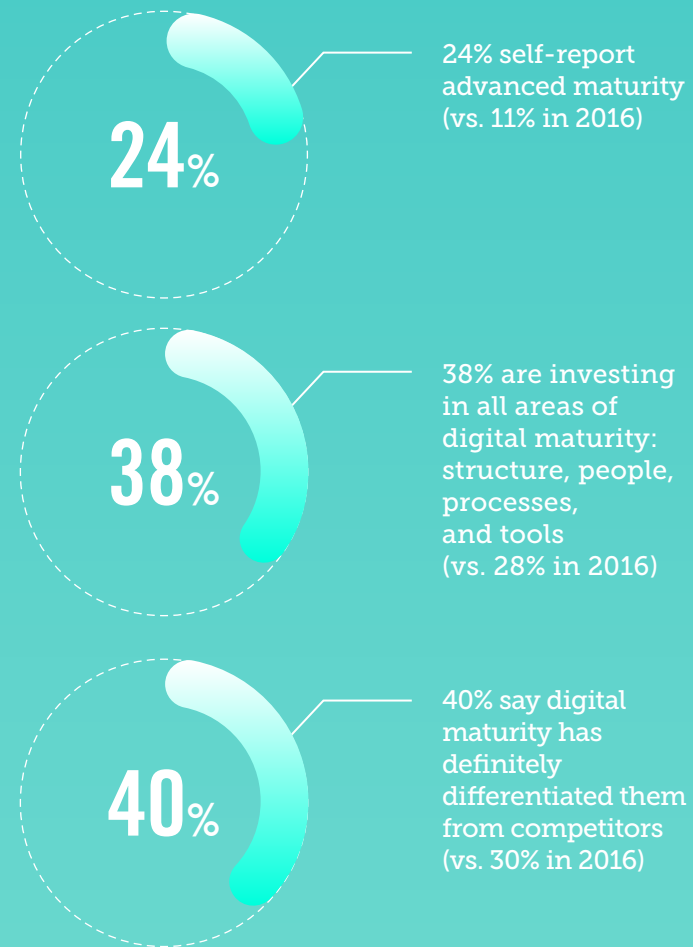 24%
24% self-report
advanced maturity
(vs. 11% in 2016)
38%
38% are investing
in all areas of
digital maturity:
structure, people,
processes,
and tools
(vs. 28% in 2016)
40%
40% say digital
maturity has
definitely
differentiated them
from competitors
(vs. 30% in 2016)